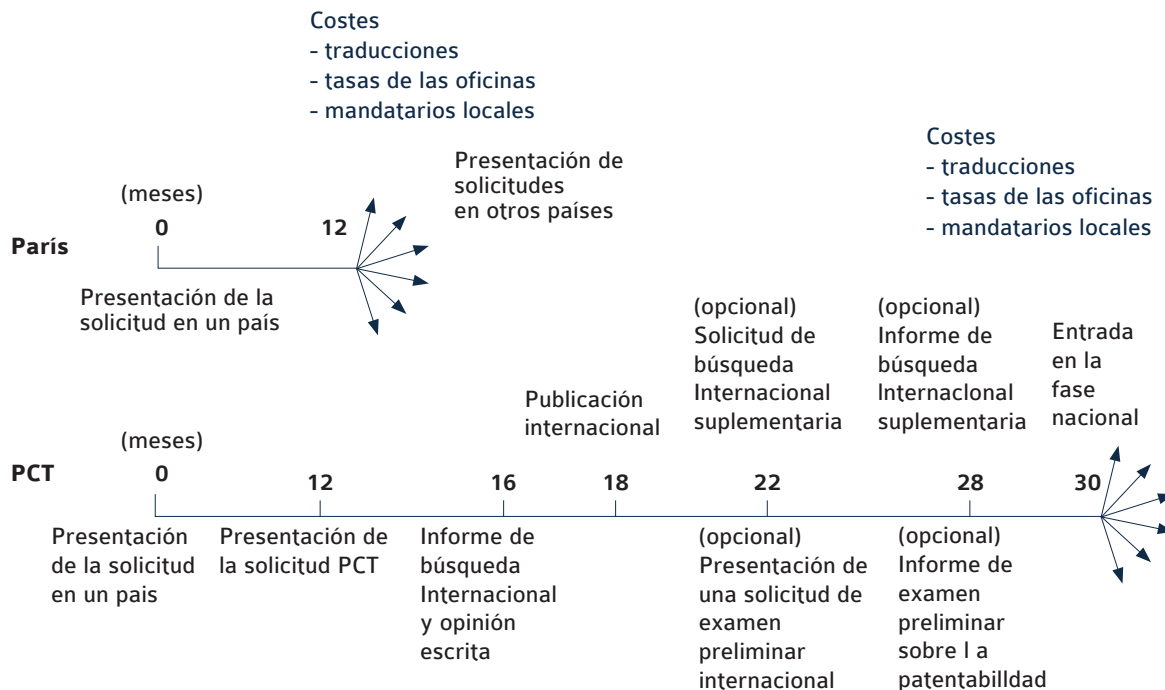 Costes
- traducciones
- tasas de las oficinas
- mandatarios locales
Costes
- traducciones
- tasas de las oficinas
- mandatarios locales
Presentación de
solicitudes
en otros países
(meses)
0
12
París
Presentación de la
solicitud en un país
(opcional)
Solicitud de
búsqueda
Internacional
suplementaria
(opcional)
Informe de
búsqueda
Internaclonal
suplementaria
Entrada
en la
fase
nacional
Publicación
internacional
(meses)
PCT
0
12
16
18
22
28
30
Presentación
de la solicitud
en un pais
Presentación de
la solicitud PCT
Informe de
búsqueda
Internacional
y opinión
escrita
(opcional)
Presentación de
una solicitud de
examen
preliminar
internacional
(opcional)
Informe de
examen
preliminar
sobre l a
patentabilldad